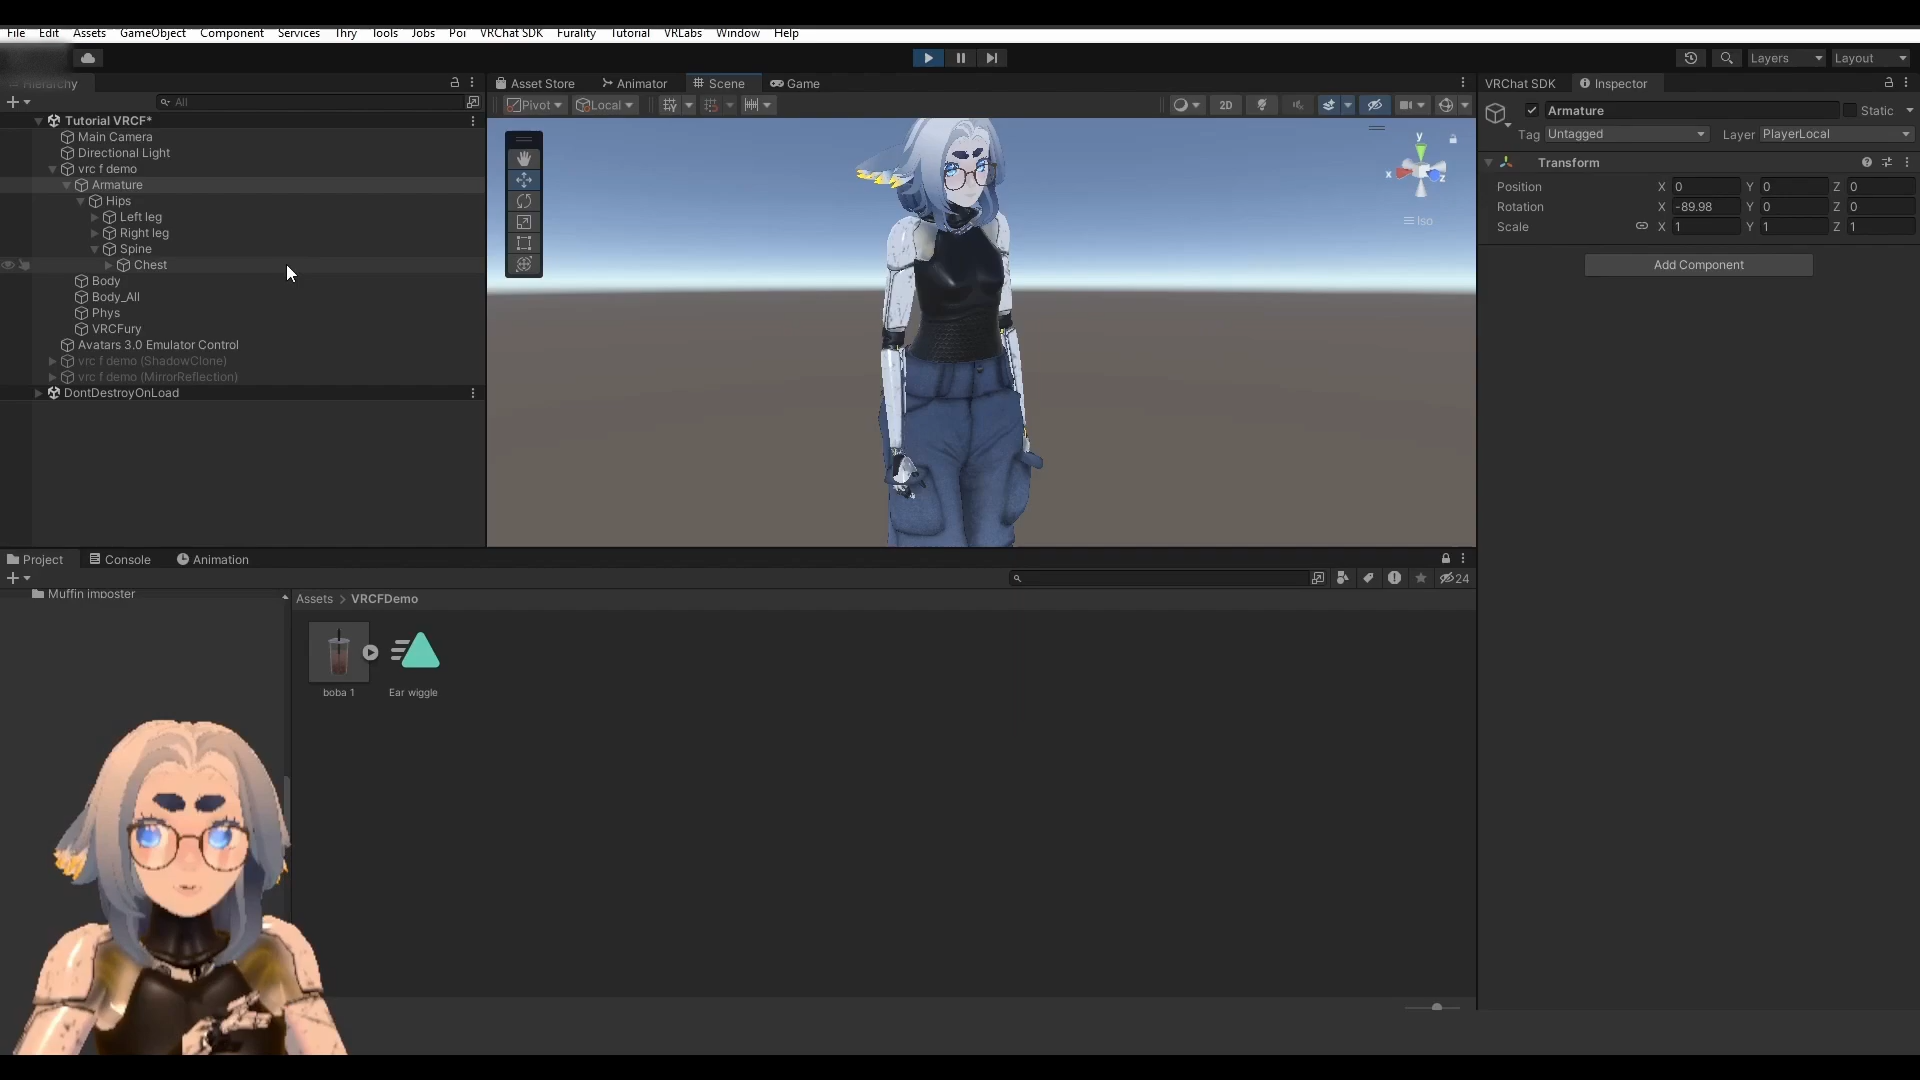 File Edit Assets GameObject Component Services Thry Tools Jobs Poi VRChat SDK Furality Tutorial VRLabs Window Help
Layers Layout
Hierarchy Asset Store Animator Scene Game VRChat SDK Inspector
All Pivot Local 2D
Armature Static
Tag Untagged Layer PlayerLocal
Transform
Position X 0 Y 0 Z 0
Rotation X -89.98 Y 0 Z 0
Scale X 1 Y 1 Z 1
Add Component
Tutorial VRCF*
Main Camera
Directional Light
vrc f demo
Armature
Hips
Left leg
Right leg
Spine
Chest
Body
Body_All
Phys
VRCFury
Avatars 3.0 Emulator Control
vrc f demo (ShadowClone)
vrc f demo (MirrorReflection)
DontDestroyOnLoad
y
x
z
Iso
Project Console Animation
24
Muffin imposter
Assets > VRCFDemo
boba 1 Ear wiggle